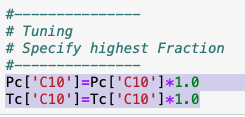 #---------------
# Tuning
# Specify highest Fraction
#---------------
Pc['C10']=Pc['C10']*1.0
Tc['C10']=Tc['C10']*1.0